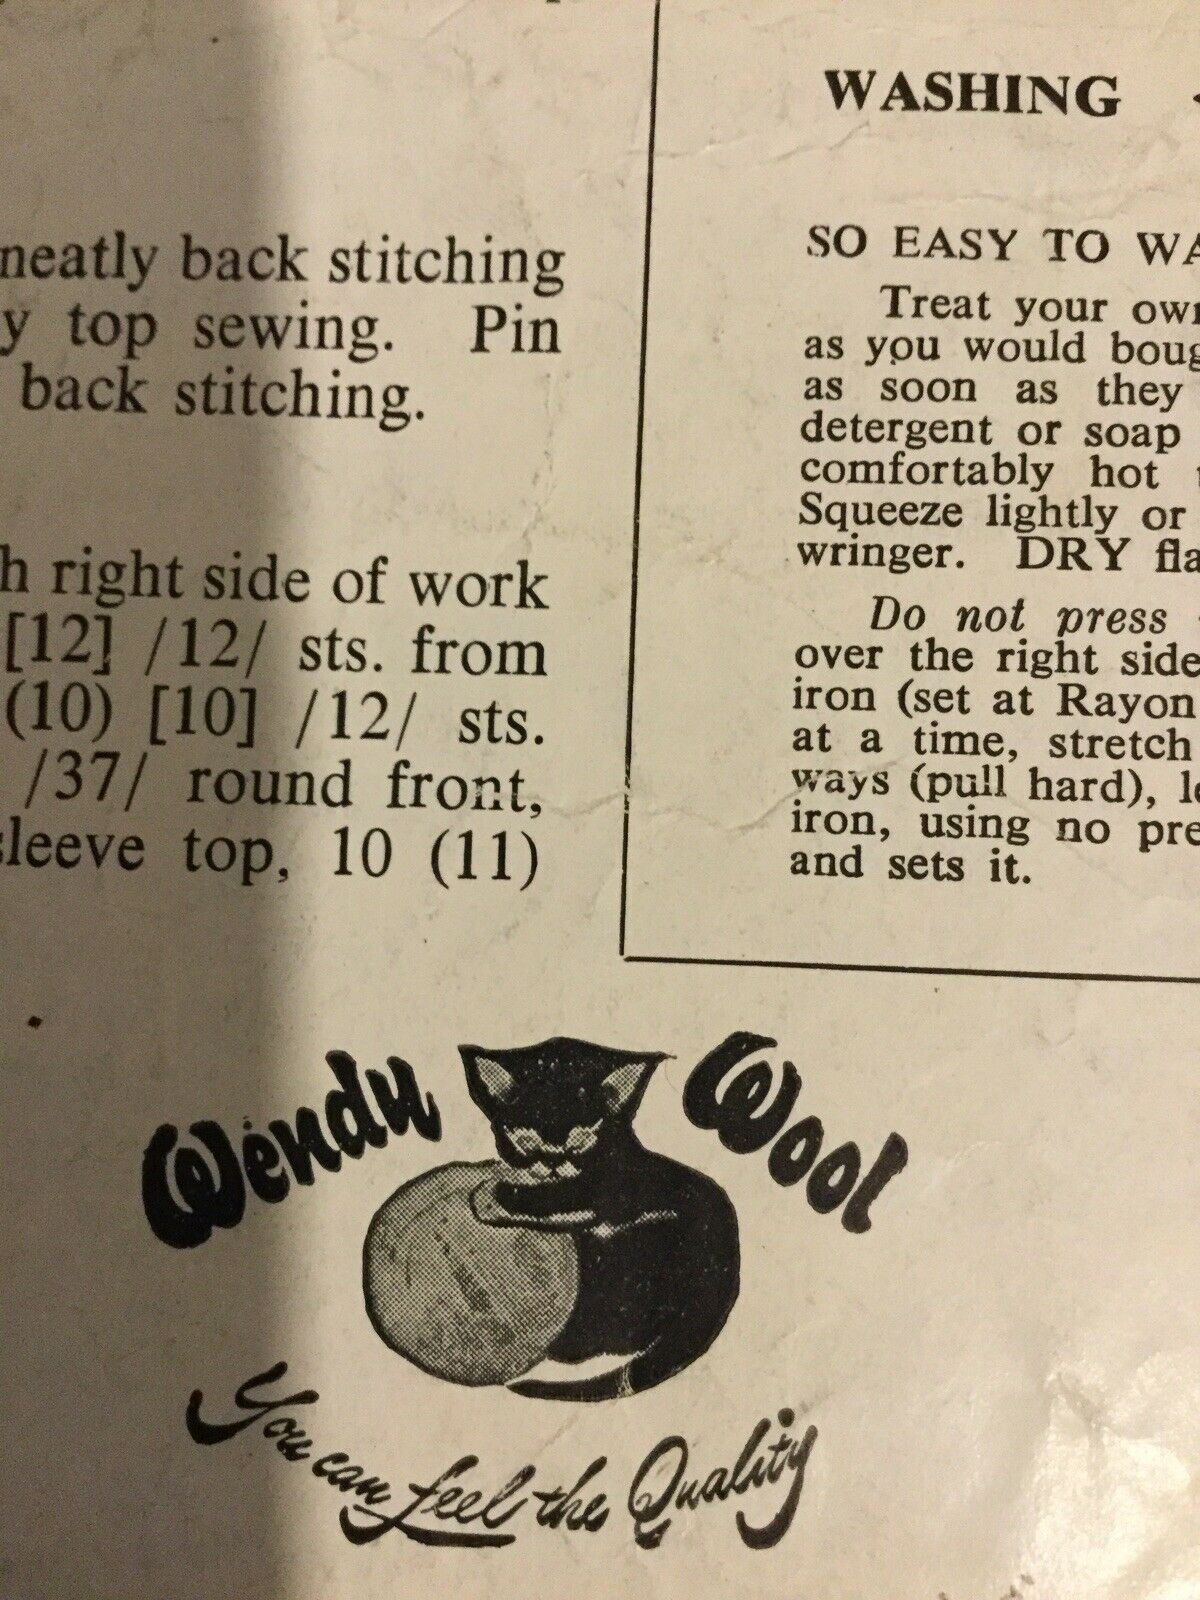 neatly back stitching
y top sewing. Pin
back stitching.
h right side of work
[12] /12/ sts. from
(10) [10] /12/ sts.
/37/ round front,
sleeve top, 10 (11)
WASHING
SO EASY TO WA
Treat your own
as you would boug
as soon as they
detergent or soap
comfortably hot
Squeeze lightly or
wringer. DRY fla
Do not press
over the right side
iron (set at Rayon
at a time, stretch
ways (pull hard), le
iron, using no pre
and sets it.
Wendy Wool
You can feel the Quality